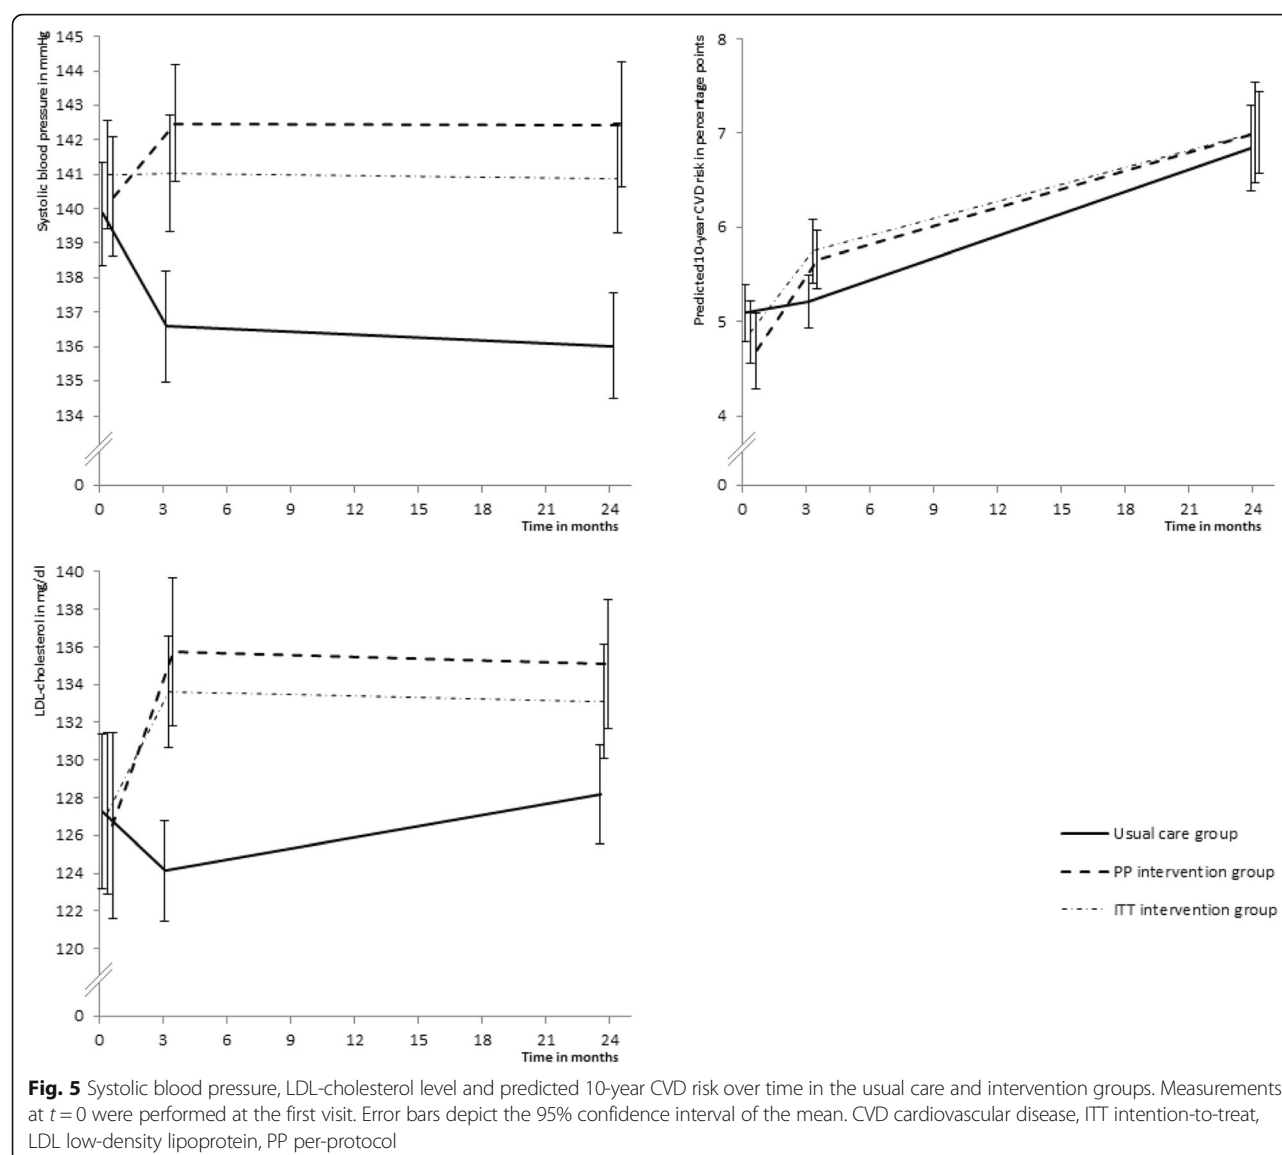 Systolic blood pressure in mmHg
145
144
143
142
141
140
139
138
137
136
135
134
0
0 3 6 9 12 15 18 21 24
Time in months
Predicted 10-year CVD risk in percentage points
8
7
6
5
4
0
0 3 6 9 12 15 18 21 24
Time in months
LDL-cholesterol in mg/dl
140
138
136
134
132
130
128
126
124
122
120
0
0 3 6 9 12 15 18 21 24
Time in months
Usual care group
PP intervention group
ITT intervention group
Fig. 5 Systolic blood pressure, LDL-cholesterol level and predicted 10-year CVD risk over time in the usual care and intervention groups. Measurements
at t = 0 were performed at the first visit. Error bars depict the 95% confidence interval of the mean. CVD cardiovascular disease, ITT intention-to-treat,
LDL low-density lipoprotein, PP per-protocol